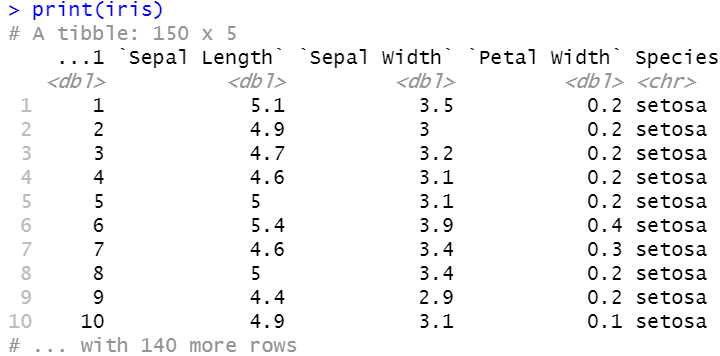 > print(iris)
# A tibble: 150 x 5
...1 `Sepal Length` `Sepal Width` `Petal Width` Species
<dbl> <dbl> <dbl> <dbl> <chr>
1 1 5.1 3.5 0.2 setosa
2 2 4.9 3 0.2 setosa
3 3 4.7 3.2 0.2 setosa
4 4 4.6 3.1 0.2 setosa
5 5 5 3.1 0.2 setosa
6 6 5.4 3.9 0.4 setosa
7 7 4.6 3.4 0.3 setosa
8 8 5 3.4 0.2 setosa
9 9 4.4 2.9 0.2 setosa
10 10 4.9 3.1 0.1 setosa
# ... with 140 more rows